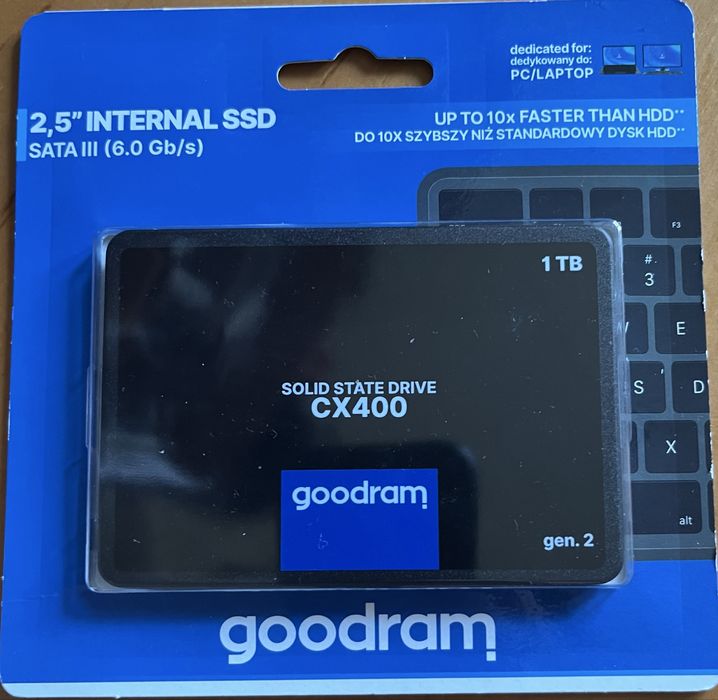 dedicated for:
dedykowany do:
PC/LAPTOP
2,5” INTERNAL SSD
SATA III (6.0 Gb/s)
UP TO 10x FASTER THAN HDD**
DO 10X SZYBSZY NIŻ STANDARDOWY DYSK HDD**
F3
#
3
1 TB
E
SOLID STATE DRIVE
CX400
S
D
goodram
X
alt
gen. 2
goodram